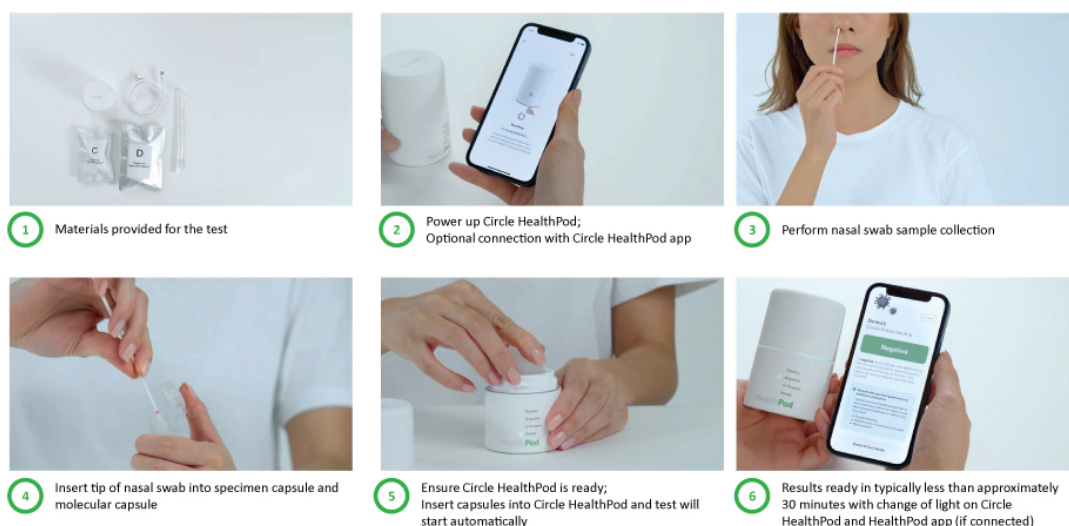 C
D
1
Materials provided for the test
2
Power up Circle HealthPod;
Optional connection with Circle HealthPod app
3
Perform nasal swab sample collection
4
Insert tip of nasal swab into specimen capsule and
molecular capsule
HealthPod
5
Ensure Circle HealthPod is ready;
Insert capsules into Circle HealthPod and test will
start automatically
Negative
Pod
6
Results ready in typically less than approximately
30 minutes with change of light on Circle
HealthPod and HealthPod app (if connected)